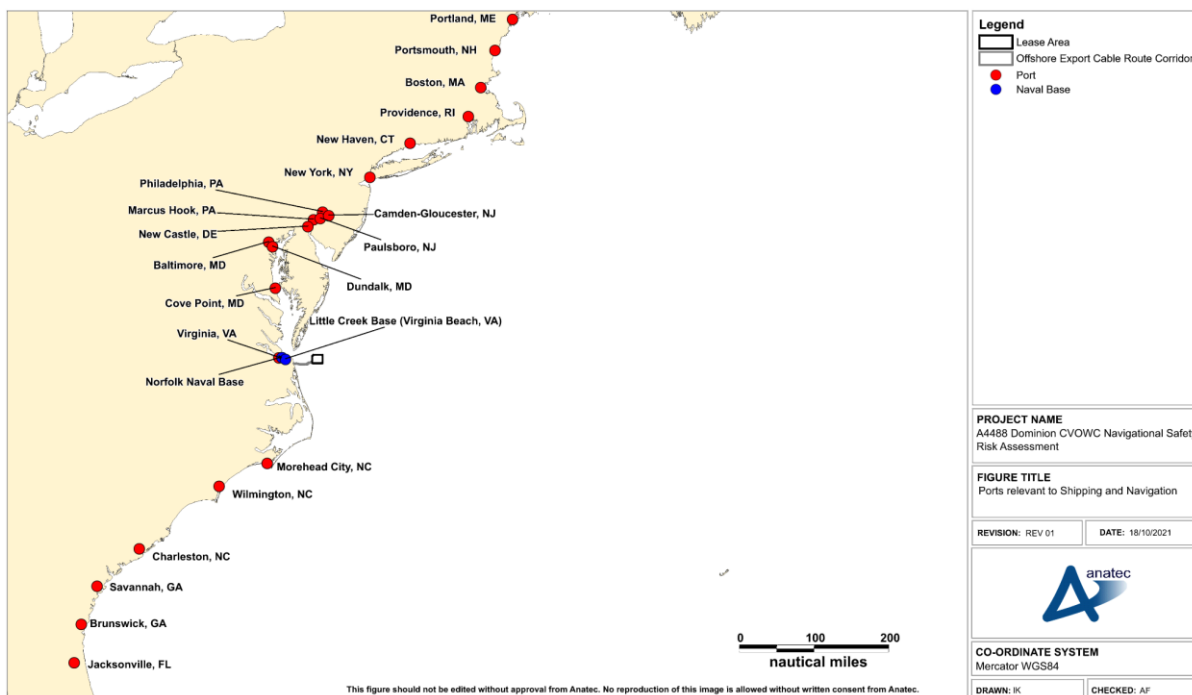 Portland, ME
Portsmouth, NH
Boston, MA
Providence, RI
New Haven, CT
New York, NY
Philadelphia, PA
Marcus Hook, PA
Camden-Gloucester, NJ
New Castle, DE
Paulsboro, NJ
Baltimore, MD
Dundalk, MD
Cove Point, MD
Little Creek Base (Virginia Beach, VA)
Virginia, VA
Norfolk Naval Base
Morehead City, NC
Wilmington, NC
Charleston, NC
Savannah, GA
Brunswick, GA
Jacksonville, FL
0 100 200
nautical miles
This figure should not be edited without approval from Anatec. No reproduction of this image is allowed without written consent from Anatec.
Legend
Lease Area
Offshore Export Cable Route Corridor
Port
Naval Base
PROJECT NAME
A4488 Dominion CVOWC Navigational Safet
Risk Assessment
FIGURE TITLE
Ports relevant to Shipping and Navigation
REVISION: REV 01 DATE: 18/10/2021
anatec
CO-ORDINATE SYSTEM
Mercator WGS84
DRAWN: IK CHECKED: AF